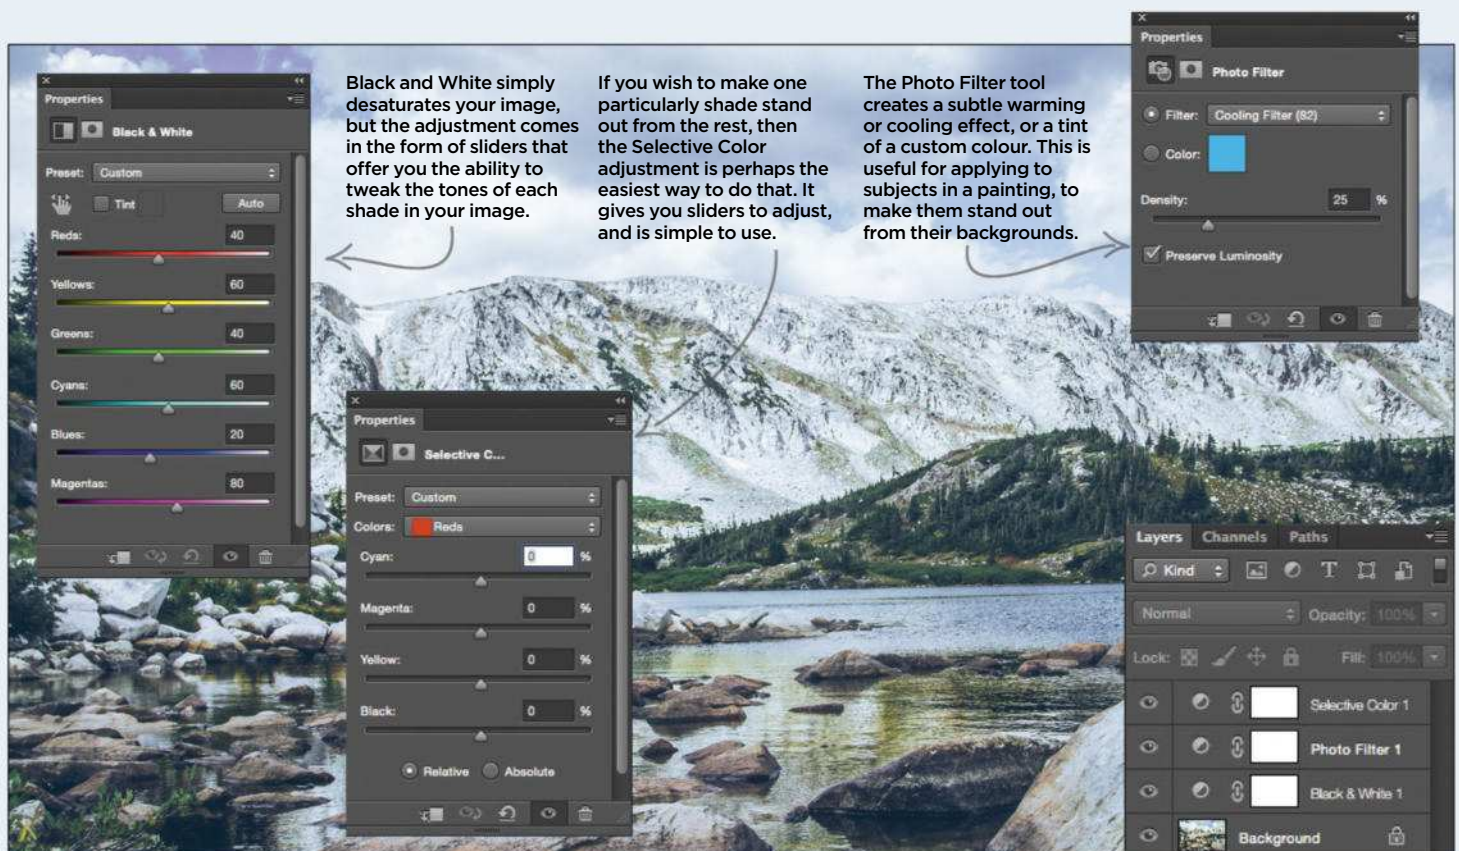 Black and White simply
desaturates your image,
but the adjustment comes
in the form of sliders that
offer you the ability to
tweak the tones of each
shade in your image.
If you wish to make one
particularly shade stand
out from the rest, then
the Selective Color
adjustment is perhaps the
easiest way to do that. It
gives you sliders to adjust,
and is simple to use.
The Photo Filter tool
creates a subtle warming
or cooling effect, or a tint
of a custom colour. This is
useful for applying to
subjects in a painting, to
make them stand out
from their backgrounds.
Properties
Black & White
Preset: Custom
Tint Auto
Reds: 40
Yellows: 60
Greens: 40
Cyans: 60
Blues: 20
Magentas: 80
Properties
Selective C...
Preset: Custom
Colors: Reds
Cyan: 0 %
Magenta: 0 %
Yellow: 0 %
Black: 0 %
Relative Absolute
Properties
Photo Filter
Filter: Cooling Filter (82)
Color:
Density: 25 %
Preserve Luminosity
Layers Channels Paths
Kind T
Normal Opacity: 100%
Lock: Fill: 100%
Selective Color 1
Photo Filter 1
Black & White 1
Background